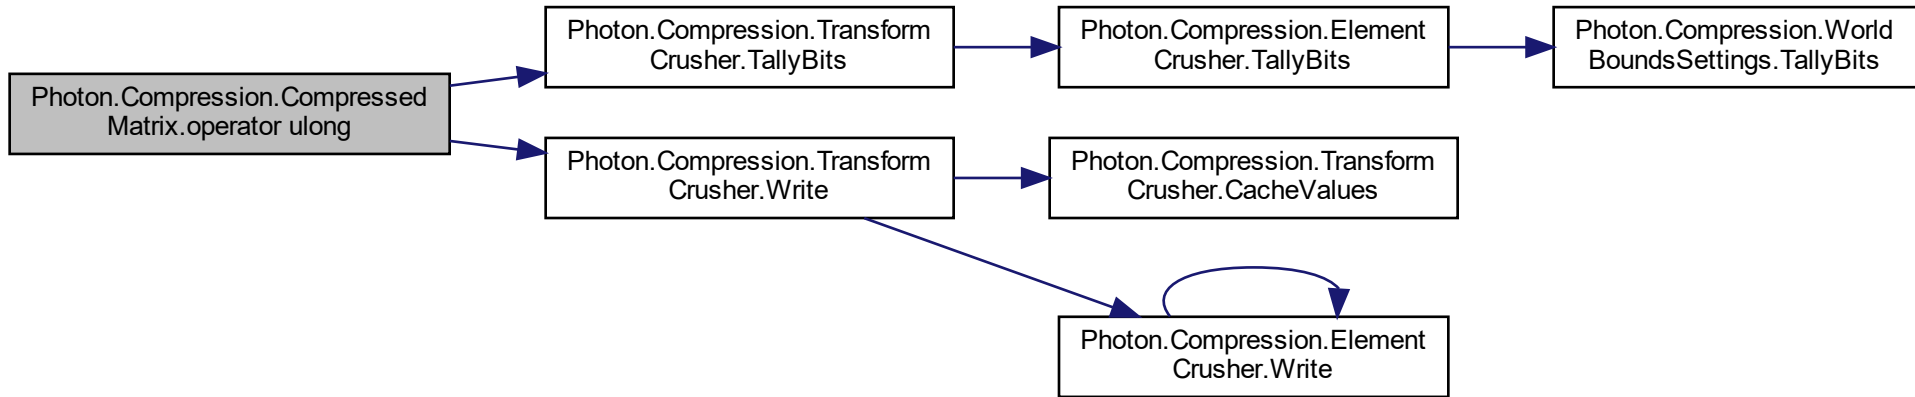 Photon.Compression.Compressed
Matrix.operator ulong
Photon.Compression.Transform
Crusher.TallyBits
Photon.Compression.Element
Crusher.TallyBits
Photon.Compression.World
BoundsSettings.TallyBits
Photon.Compression.Transform
Crusher.Write
Photon.Compression.Transform
Crusher.CacheValues
Photon.Compression.Element
Crusher.Write